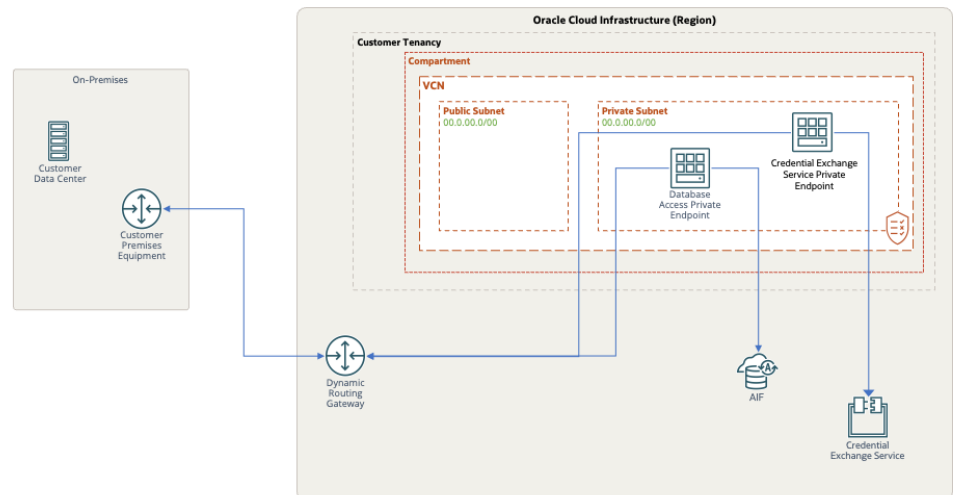 Oracle Cloud Infrastructure (Region)
Customer Tenancy
Compartment
VCN
On-Premises
Public Subnet
00.0.00.0/00
Private Subnet
00.0.00.0/00
Customer
Data Center
Credential Exchange
Service Private
Endpoint
Database
Access Private
Endpoint
Customer
Premises
Equipment
Dynamic
Routing
Gateway
A
AIF
Credential
Exchange Service